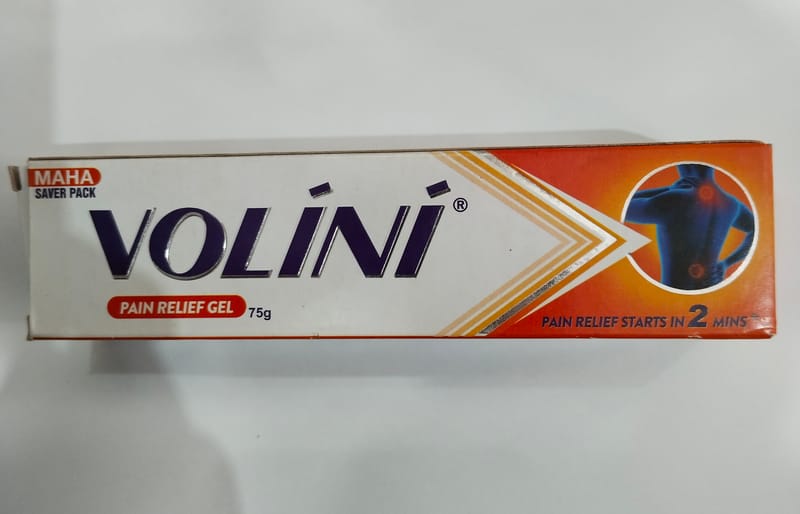 MAHA
SAVER PACK
VOLINI®
PAIN RELIEF GEL 75g
PAIN RELIEF STARTS IN 2 MINS